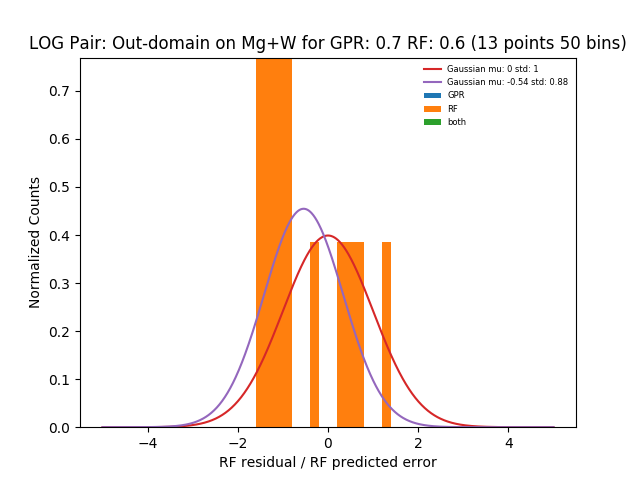 LOG Pair: Out-domain on Mg+W for GPR: 0.7 RF: 0.6 (13 points 50 bins)
Gaussian mu: 0 std: 1
Gaussian mu: -0.54 std: 0.88
GPR
RF
both
Normalized Counts
0.7
0.6
0.5
0.4
0.3
0.2
0.1
0.0
−4 −2 0 2 4
RF residual / RF predicted error